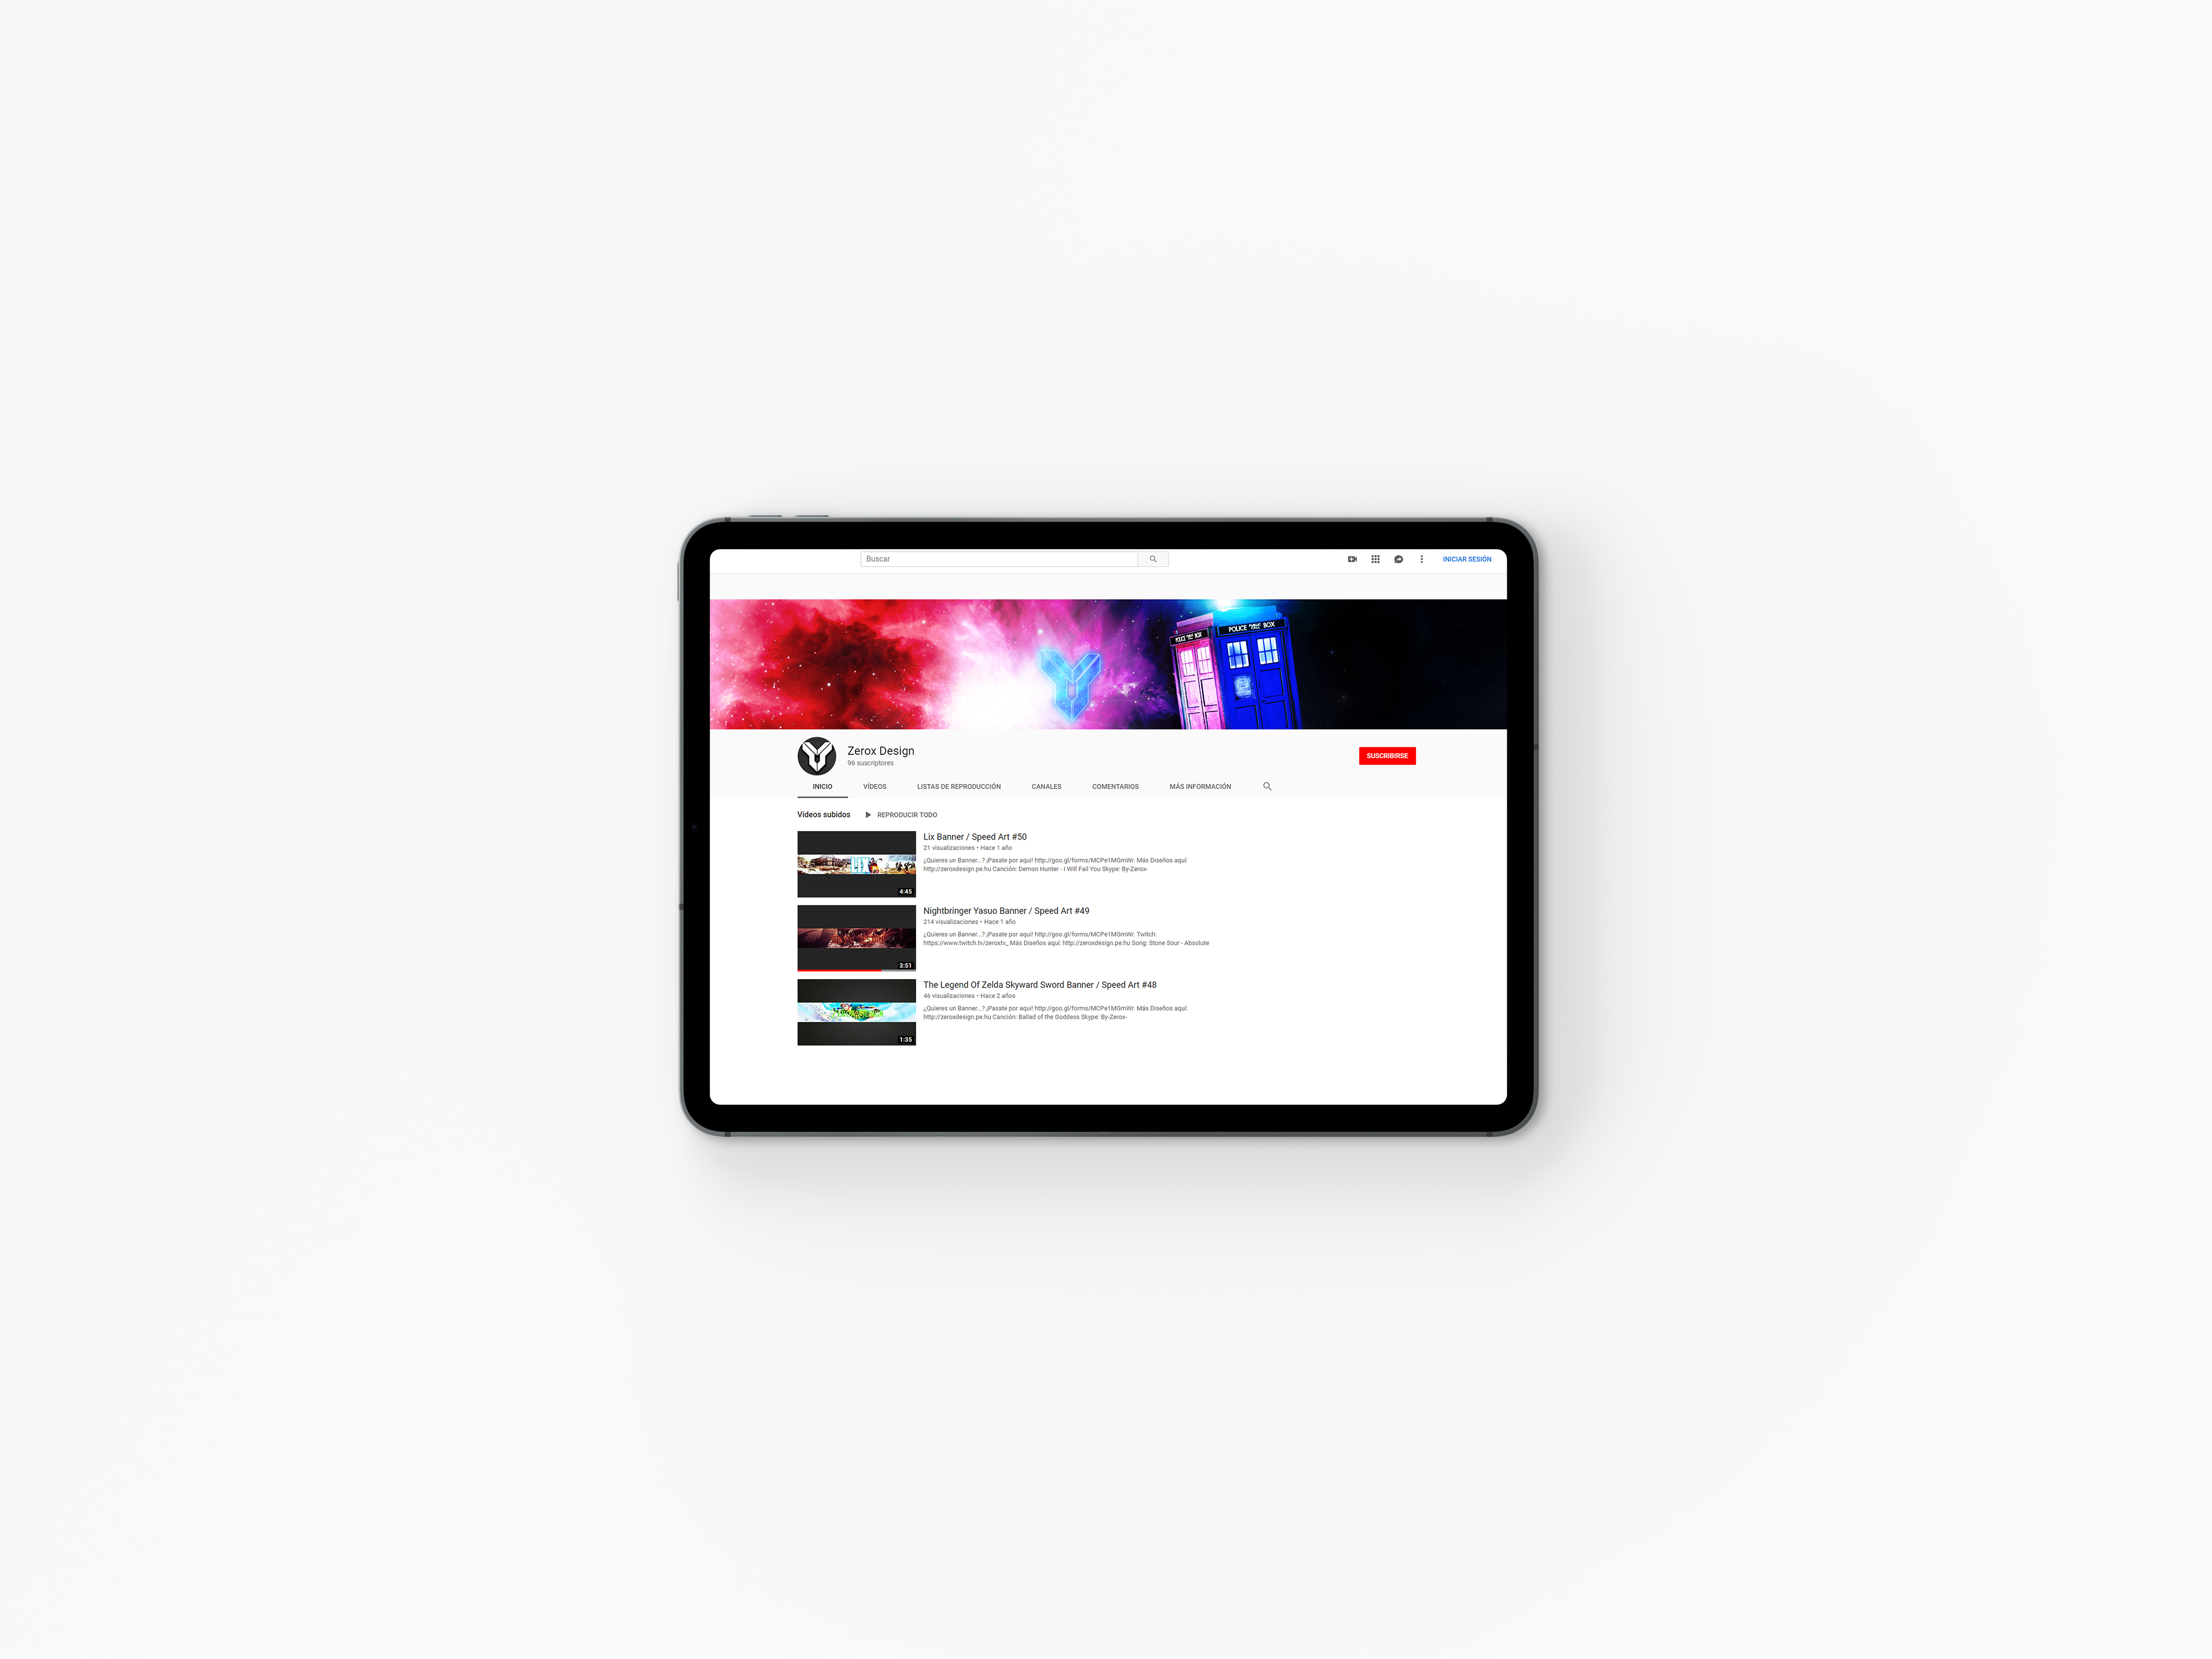 Buscar
INICIAR SESIÓN
POLICE BOX
POLICE BOX
Zerox Design
96 suscriptores
SUSCRIBIRSE
INICIO VÍDEOS LISTAS DE REPRODUCCIÓN CANALES COMENTARIOS MÁS INFORMACIÓN
Vídeos subidos REPRODUCIR TODO
Lix Banner / Speed Art #50
21 visualizaciones • Hace 1 año
¿Quieres un Banner...? ¡Pasate por aqui! http://goo.gl/forms/MCPe1MGmWr. Más Diseños aquí:
http://zeroxdesign.pe.hu Canción: Demon Hunter - I Will Fail You Skype: By-Zerox-
LIX
4:45
Nightbringer Yasuo Banner / Speed Art #49
214 visualizaciones • Hace 1 año
¿Quieres un Banner...? ¡Pasate por aqui! http://goo.gl/forms/MCPe1MGmWr. Twitch:
https://www.twitch.tv/zeroxtv_ Más Diseños aquí: http://zeroxdesign.pe.hu Song: Stone Sour - Absolute
3:51
The Legend Of Zelda Skyward Sword Banner / Speed Art #48
46 visualizaciones • Hace 2 años
¿Quieres un Banner...? ¡Pasate por aqui! http://goo.gl/forms/MCPe1MGmWr. Más Diseños aquí:
http://zeroxdesign.pe.hu Canción: Ballad of the Goddess Skype: By-Zerox-
1:35